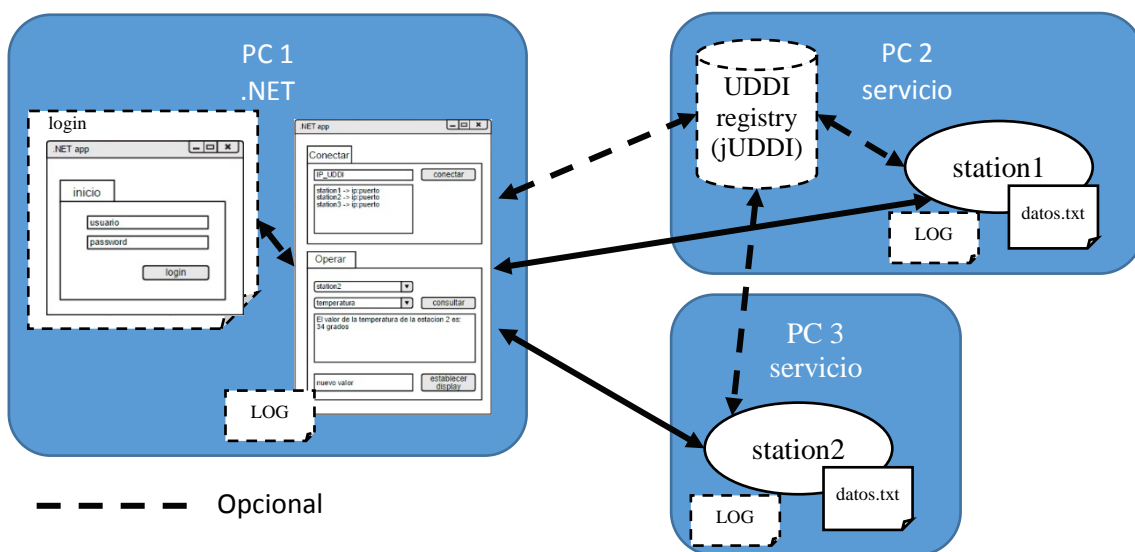 PC 1
.NET
login
.NET app
inicio
usuario
password
login
.NET app
Conectar
IP_UDDI
conectar
station1 -> ip:puerto
station2 -> ip:puerto
station3 -> ip:puerto
Operar
station2
temperatura
consultar
El valor de la temperatura de la estacion 2 es:
34 grados
nuevo valor
establecer
display
LOG
PC 2
servicio
UDDI
registry
(jUDDI)
station1
datos.txt
LOG
PC 3
servicio
station2
datos.txt
LOG
Opcional